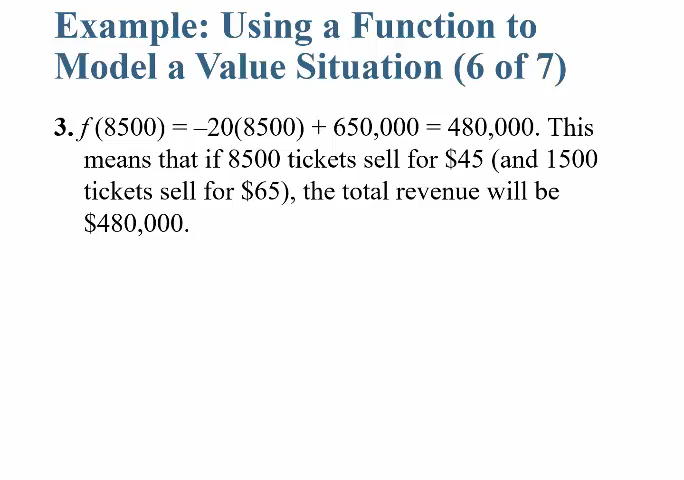 Example: Using a Function to
Model a Value Situation (6 of 7)
3. f (8500) = –20(8500) + 650,000 = 480,000. This
means that if 8500 tickets sell for $45 (and 1500
tickets sell for $65), the total revenue will be
$480,000.